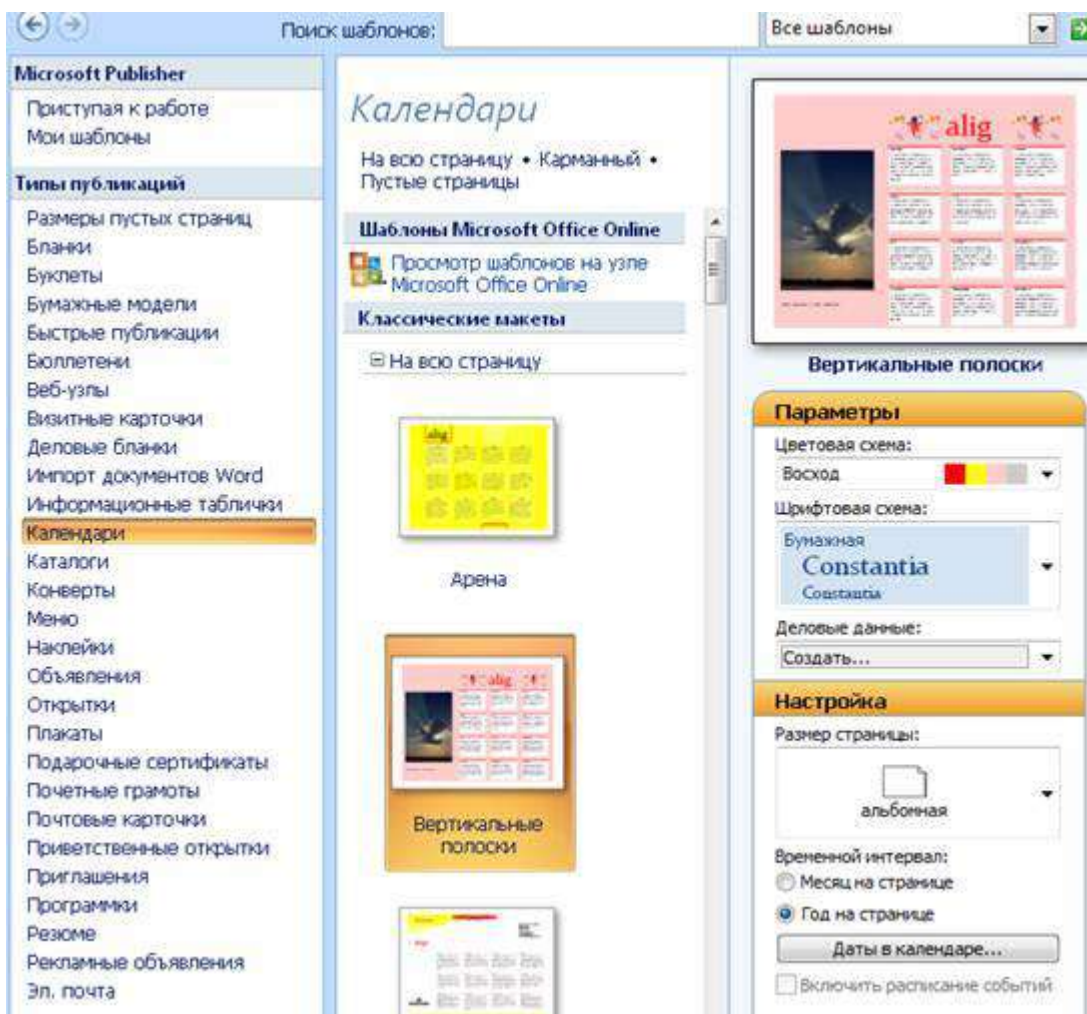 Поиск шаблонов:
Все шаблоны
Microsoft Publisher
Приступая к работе
Мои шаблоны
Типы публикаций
Размеры пустых страниц
Бланки
Буклеты
Бумажные модели
Быстрые публикации
Бюллетени
Веб-узлы
Визитные карточки
Деловые бланки
Импорт документов Word
Информационные таблички
Календари
Каталоги
Конверты
Меню
Наклейки
Объявления
Открытки
Плакаты
Подарочные сертификаты
Почетные грамоты
Почтовые карточки
Приветственные открытки
Приглашения
Программки
Резюме
Рекламные объявления
Эл. почта
Календари
На всю страницу • Карманный •
Пустые страницы
Шаблоны Microsoft Office Online
Просмотр шаблонов на узле
Microsoft Office Online
Классические макеты
На всю страницу
alig
Арена
alig
Вертикальные
полоски
alig
Вертикальные полоски
Параметры
Цветовая схема:
Восход
Шрифтовая схема:
Бумажная
Constantia
Constantia
Деловые данные:
Создать...
Настройка
Размер страницы:
альбомная
Временной интервал:
Месяц на странице
Год на странице
Даты в календаре...
Включить расписание событий